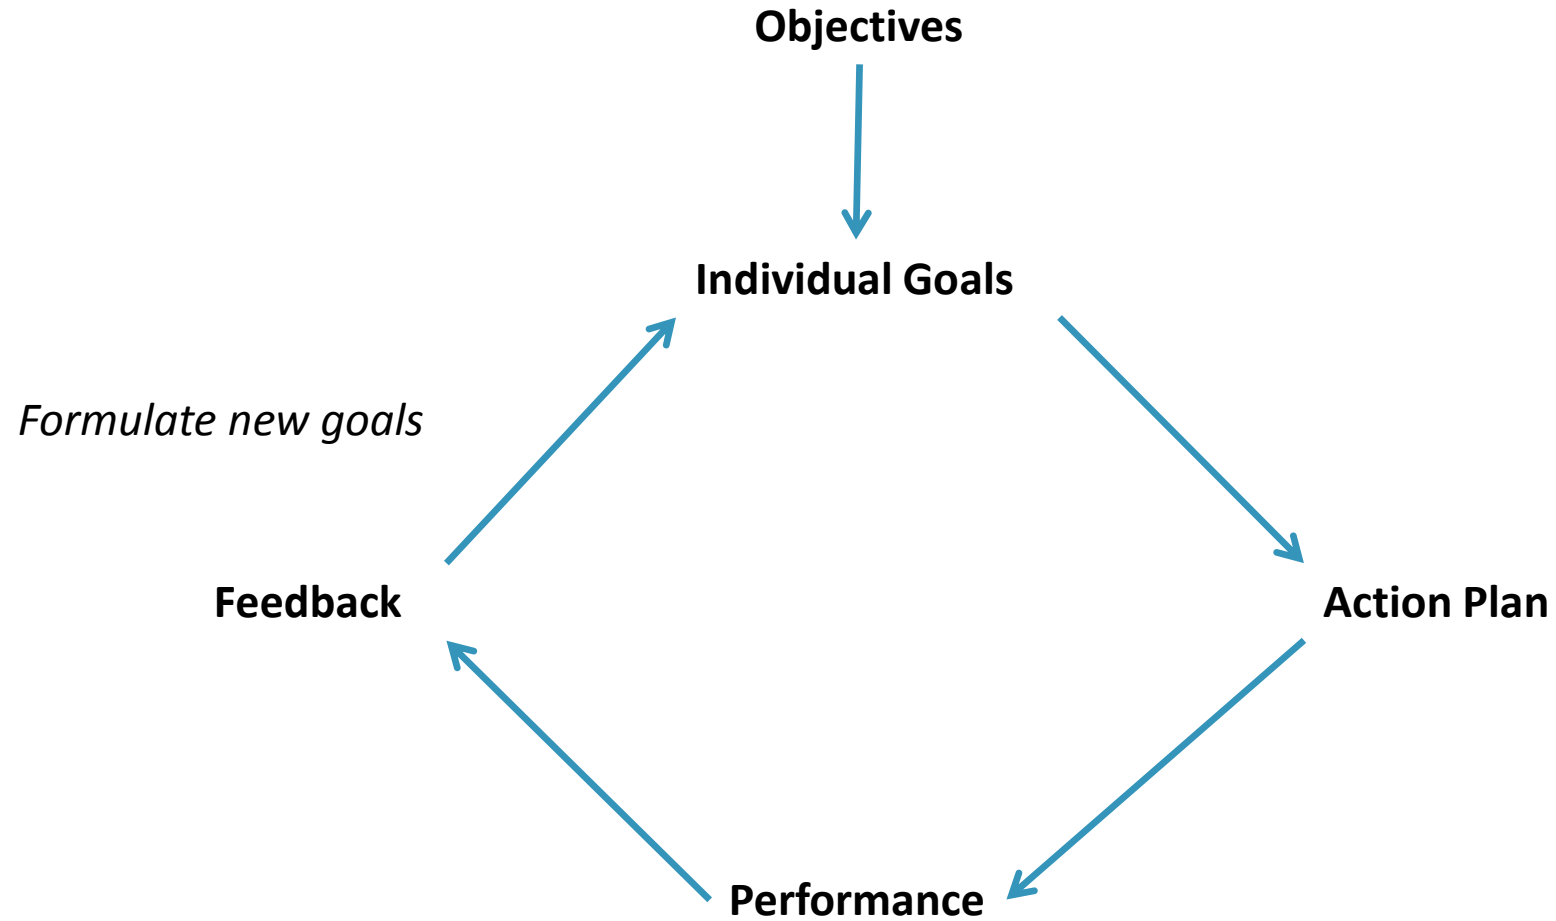 Objectives
Individual Goals
Formulate new goals
Feedback
Action Plan
Performance